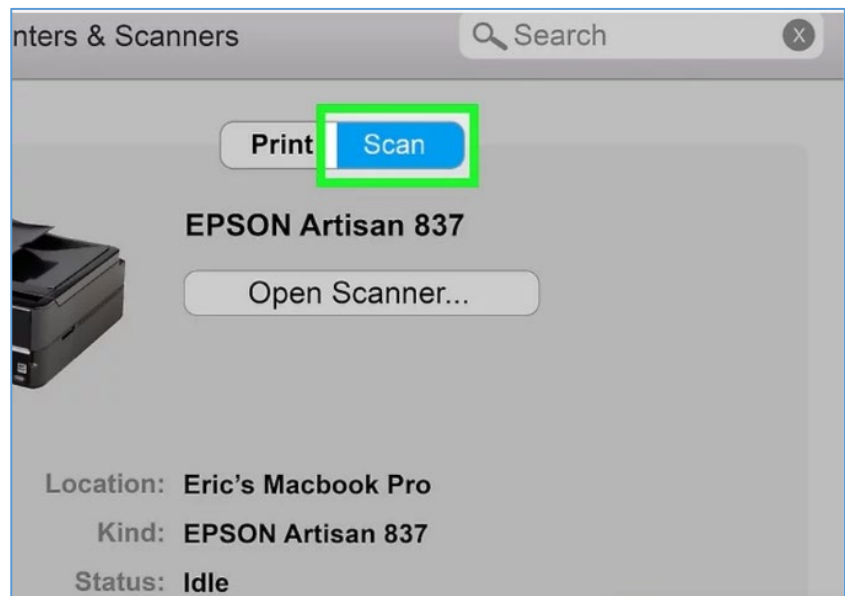 nters & Scanners
Search
X
Print Scan
EPSON Artisan 837
Open Scanner...
Location: Eric's Macbook Pro
Kind: EPSON Artisan 837
Status: Idle